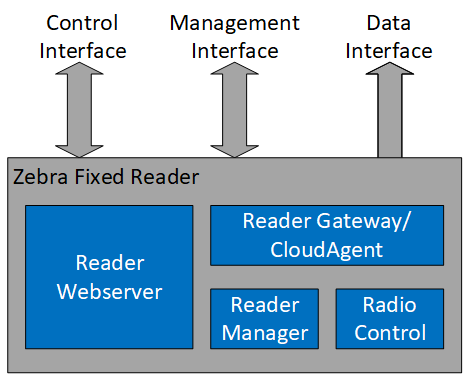 Control
Interface
Management
Interface
Data
Interface
Zebra Fixed Reader
Reader
Webserver
Reader Gateway/
CloudAgent
Reader
Manager
Radio
Control